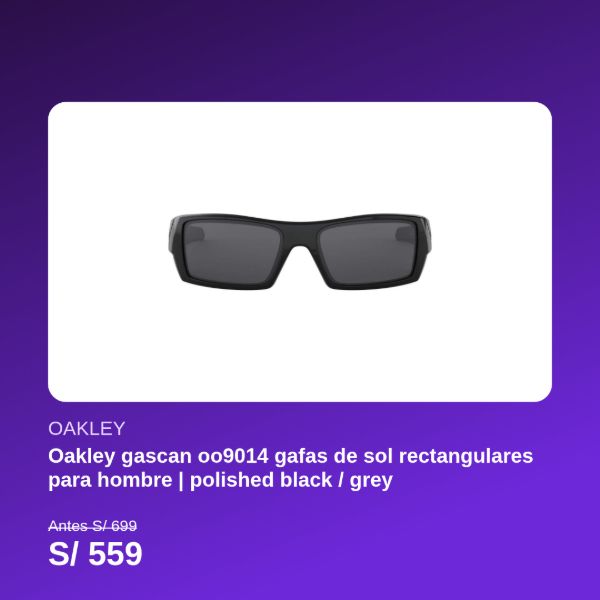 OAKLEY
Oakley gascan oo9014 gafas de sol rectangulares
para hombre | polished black / grey
Antes S/ 699
S/ 559